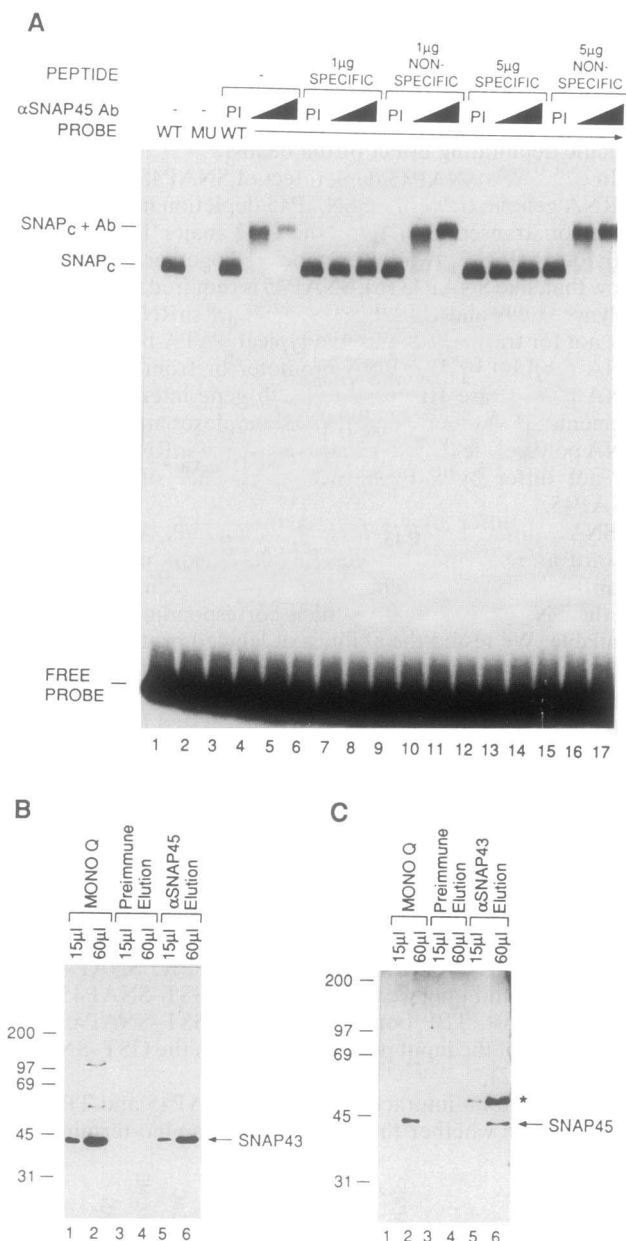 A
PEPTIDE
-
1µg SPECIFIC
1µg NON-SPECIFIC
5µg SPECIFIC
5µg NON-SPECIFIC
αSNAP45 Ab - - PI PI PI PI PI
PROBE WT MU WT
SNAPc + Ab
SNAPc
FREE PROBE
1 2 3 4 5 6 7 8 9 10 11 12 13 14 15 16 17
B
MONO Q
Preimmune Elution
αSNAP45 Elution
15µl 60µl 15µl 60µl 15µl 60µl
200
97
69
45
31
SNAP43
1 2 3 4 5 6
C
MONO Q
Preimmune Elution
αSNAP43 Elution
15µl 60µl 15µl 60µl 15µl 60µl
200
97
69
45
31
*
SNAP45
1 2 3 4 5 6